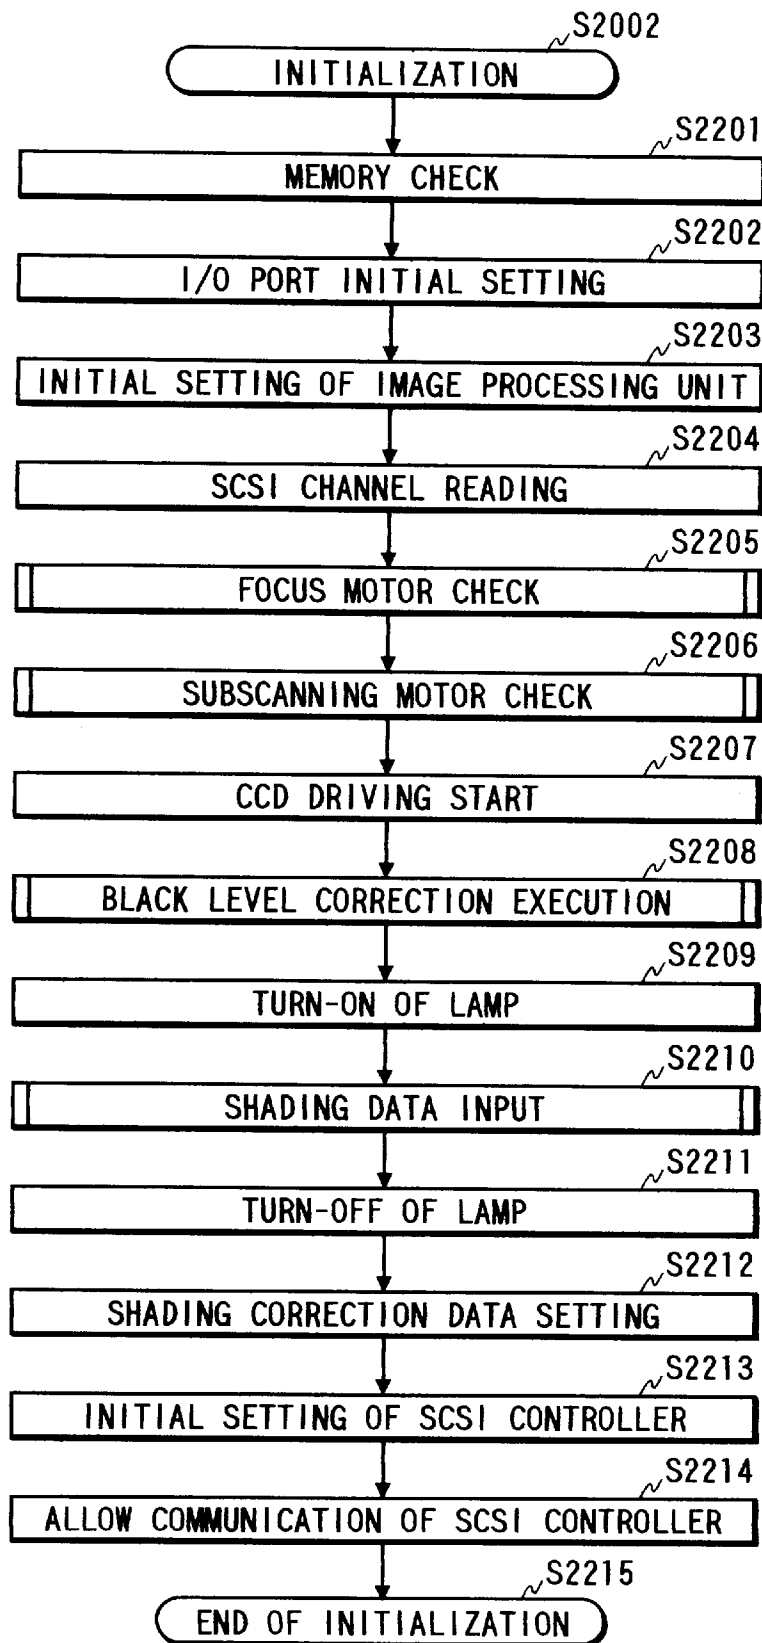 S2002
INITIALIZATION
S2201
MEMORY CHECK
S2202
I/O PORT INITIAL SETTING
S2203
INITIAL SETTING OF IMAGE PROCESSING UNIT
S2204
SCSI CHANNEL READING
S2205
FOCUS MOTOR CHECK
S2206
SUBSCANNING MOTOR CHECK
S2207
CCD DRIVING START
S2208
BLACK LEVEL CORRECTION EXECUTION
S2209
TURN-ON OF LAMP
S2210
SHADING DATA INPUT
S2211
TURN-OFF OF LAMP
S2212
SHADING CORRECTION DATA SETTING
S2213
INITIAL SETTING OF SCSI CONTROLLER
S2214
ALLOW COMMUNICATION OF SCSI CONTROLLER
S2215
END OF INITIALIZATION